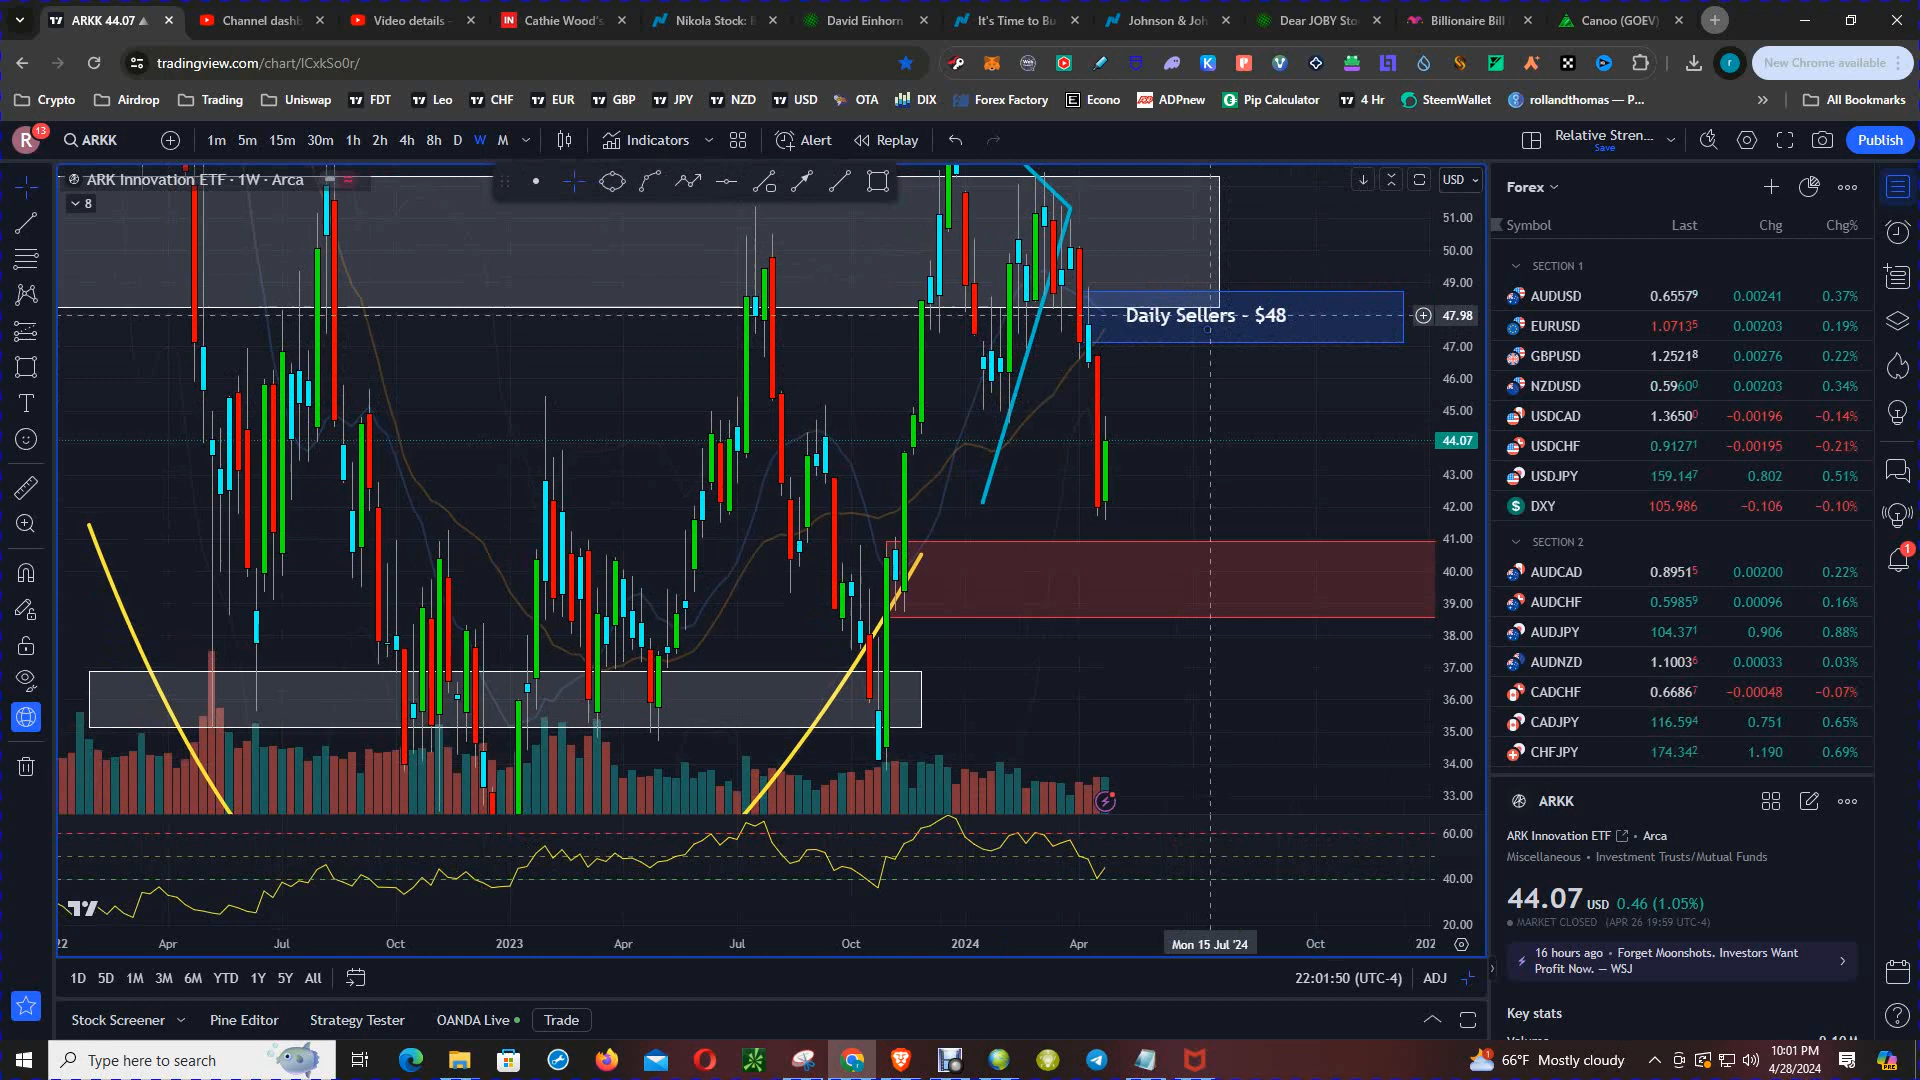 ARKK 44.07
Channel dash
Video details -
Cathie Wood's
Nikola Stock:
David Einhorn
It's Time to Bu
Johnson & Joh
Dear JOBY Sto
Billionaire Bill
Canoo (GOEV)
tradingview.com/chart/lCxkSo0r/
New Chrome available
Crypto Airdrop Trading Uniswap FDT Leo CHF EUR GBP JPY NZD USD OTA DIX Forex Factory Econo ADPnew Pip Calculator 4 Hr SteemWallet rollandthomas — P... » All Bookmarks
R 13 ARKK 1m 5m 15m 30m 1h 2h 4h 8h D W M Indicators Alert Replay Relative Stren... Save Publish
ARK Innovation ETF · 1W · Arca
8
USD
51.00
50.00
49.00
47.98
47.00
46.00
45.00
44.07
43.00
42.00
41.00
40.00
39.00
38.00
37.00
36.00
35.00
34.00
33.00
60.00
40.00
20.00
Daily Sellers - $48
22 Apr Jul Oct 2023 Apr Jul Oct 2024 Apr Mon 15 Jul '24 Oct 202
1D 5D 1M 3M 6M YTD 1Y 5Y All 22:01:50 (UTC-4) ADJ
Stock Screener Pine Editor Strategy Tester OANDA Live Trade
Forex
Symbol Last Chg Chg%
SECTION 1
AUDUSD 0.65579 0.00241 0.37%
EURUSD 1.07135 0.00203 0.19%
GBPUSD 1.25218 0.00276 0.22%
NZDUSD 0.59600 0.00203 0.34%
USDCAD 1.36500 −0.00196 −0.14%
USDCHF 0.91271 −0.00195 −0.21%
USDJPY 159.147 0.802 0.51%
DXY 105.986 −0.106 −0.10%
SECTION 2
AUDCAD 0.89515 0.00200 0.22%
AUDCHF 0.59859 0.00096 0.16%
AUDJPY 104.371 0.906 0.88%
AUDNZD 1.10036 0.00033 0.03%
CADCHF 0.66867 −0.00048 −0.07%
CADJPY 116.594 0.751 0.65%
CHFJPY 174.342 1.190 0.69%
ARKK
ARK Innovation ETF • Arca
Miscellaneous • Investment Trusts/Mutual Funds
44.07 USD 0.46 (1.05%)
MARKET CLOSED (APR 26 19:59 UTC-4)
16 hours ago • Forget Moonshots. Investors Want
Profit Now. — WSJ
Key stats
1
Type here to search
66°F Mostly cloudy
10:01 PM
4/28/2024